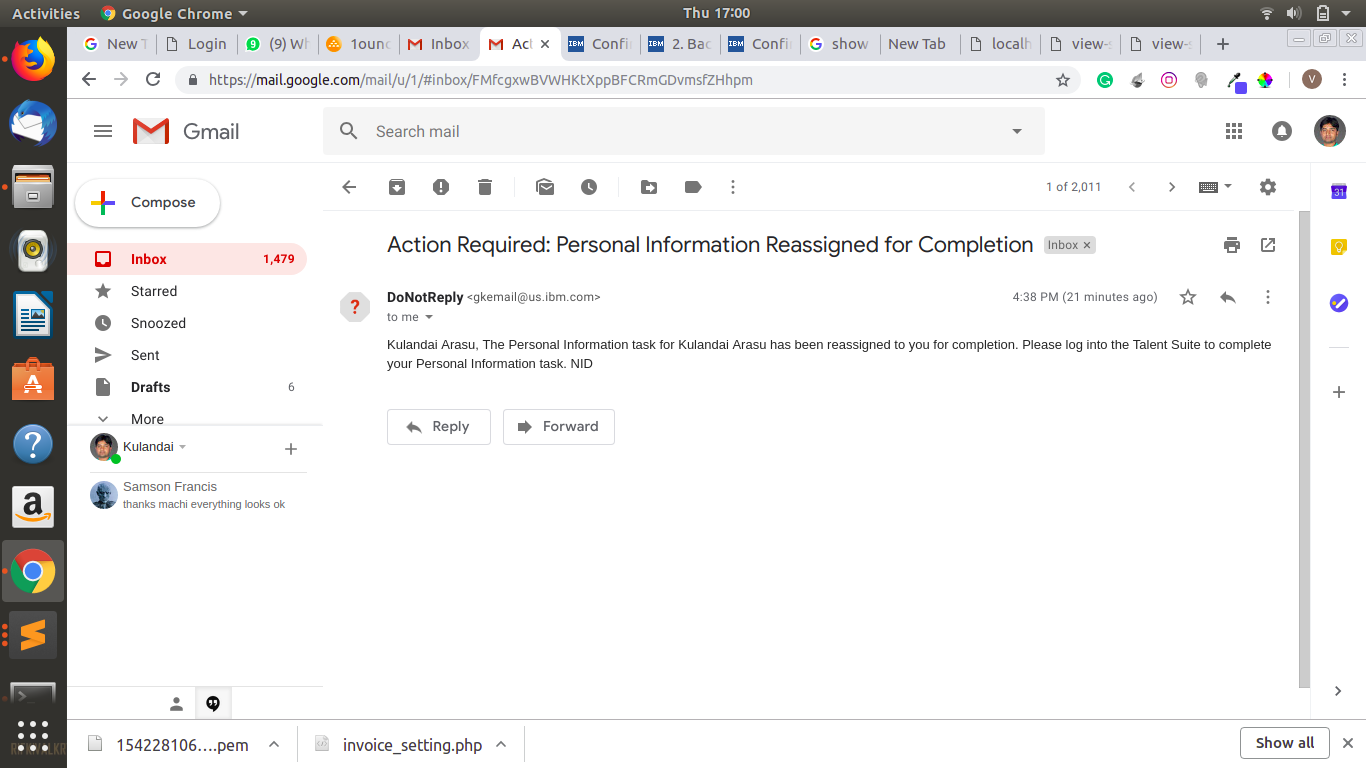 Activities Google Chrome Thu 17:00
New T Login (9) Wh 1ounc Inbox Act Confi 2. Bac Confi show New Tab localh view-s view-s
https://mail.google.com/mail/u/1/#inbox/FMfcgxwBVWHKtXppBFCRmGDvmsfZHhpm V
Gmail Search mail
Compose 1 of 2,011 31
Action Required: Personal Information Reassigned for Completion Inbox ×
Inbox 1,479
Starred
DoNotReply <gkemail@us.ibm.com> 4:38 PM (21 minutes ago)
to me
Snoozed
Kulandai Arasu, The Personal Information task for Kulandai Arasu has been reassigned to you for completion. Please log into the Talent Suite to complete
your Personal Information task. NID
Sent
Drafts 6
More
Reply Forward
Kulandai
Samson Francis
thanks machi everything looks ok
154228106....pem invoice_setting.php Show all